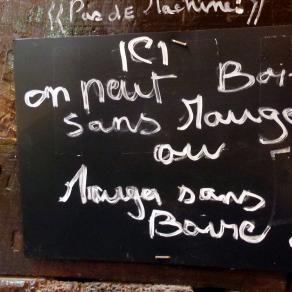 ((Pas de Machine!))
ICI
on peut Boi
sans Mange
ou
Manger sans
Boire